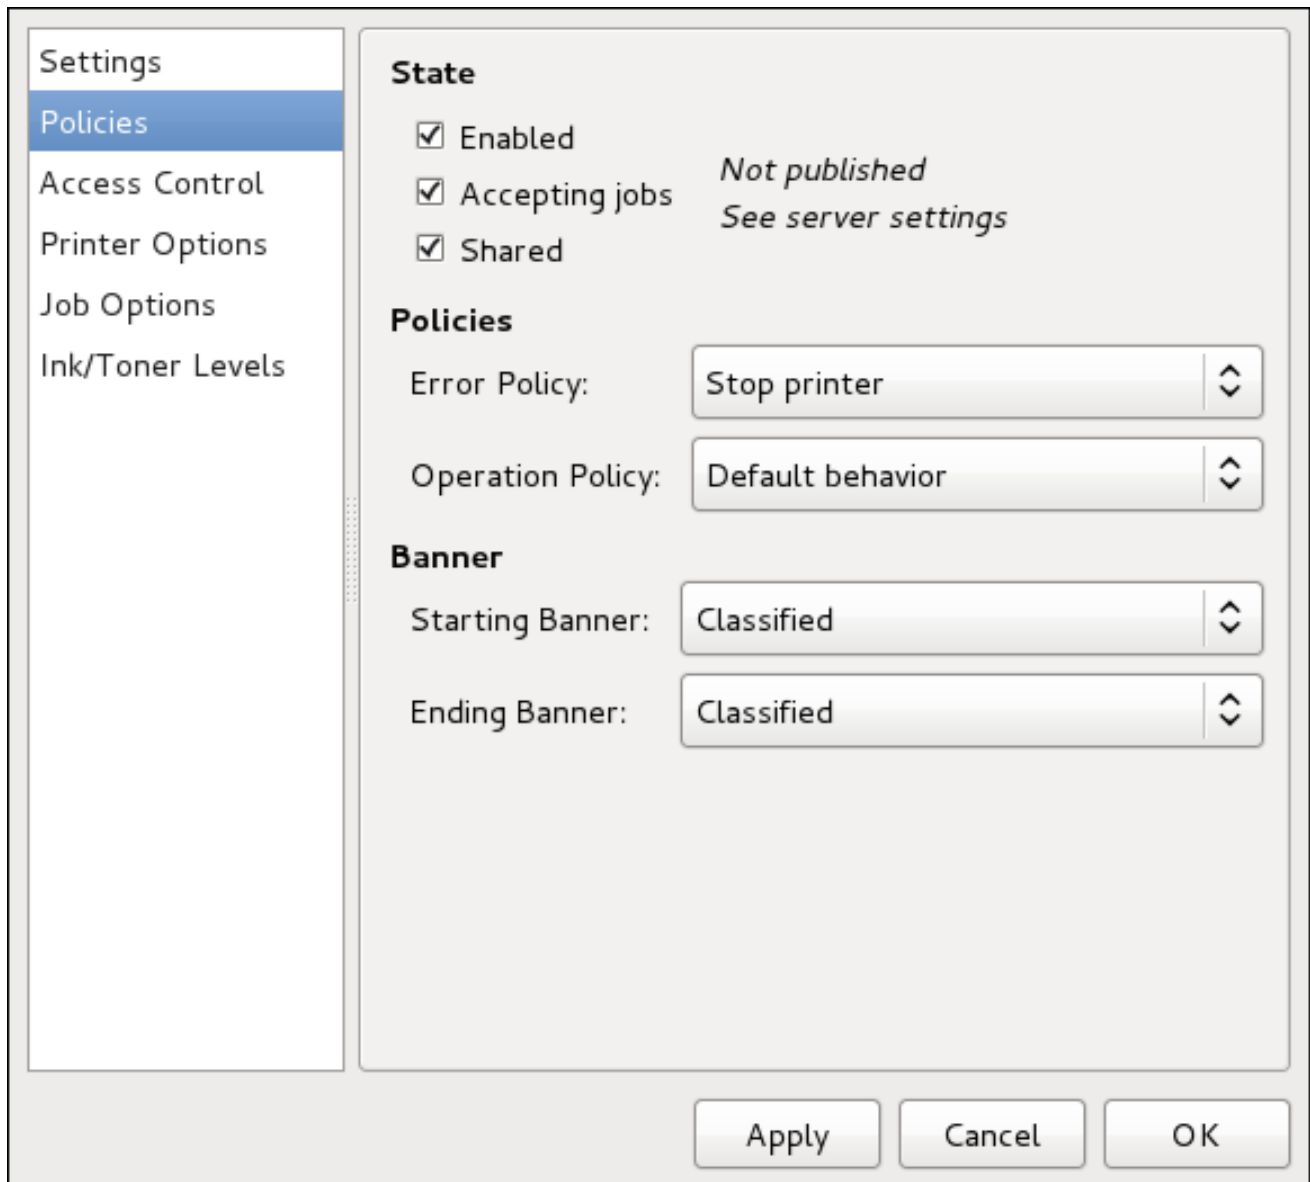 Settings
Policies
Access Control
Printer Options
Job Options
Ink/Toner Levels
State
Enabled
Accepting jobs
Shared
Not published
See server settings
Policies
Error Policy: Stop printer
Operation Policy: Default behavior
Banner
Starting Banner: Classified
Ending Banner: Classified
Apply Cancel OK